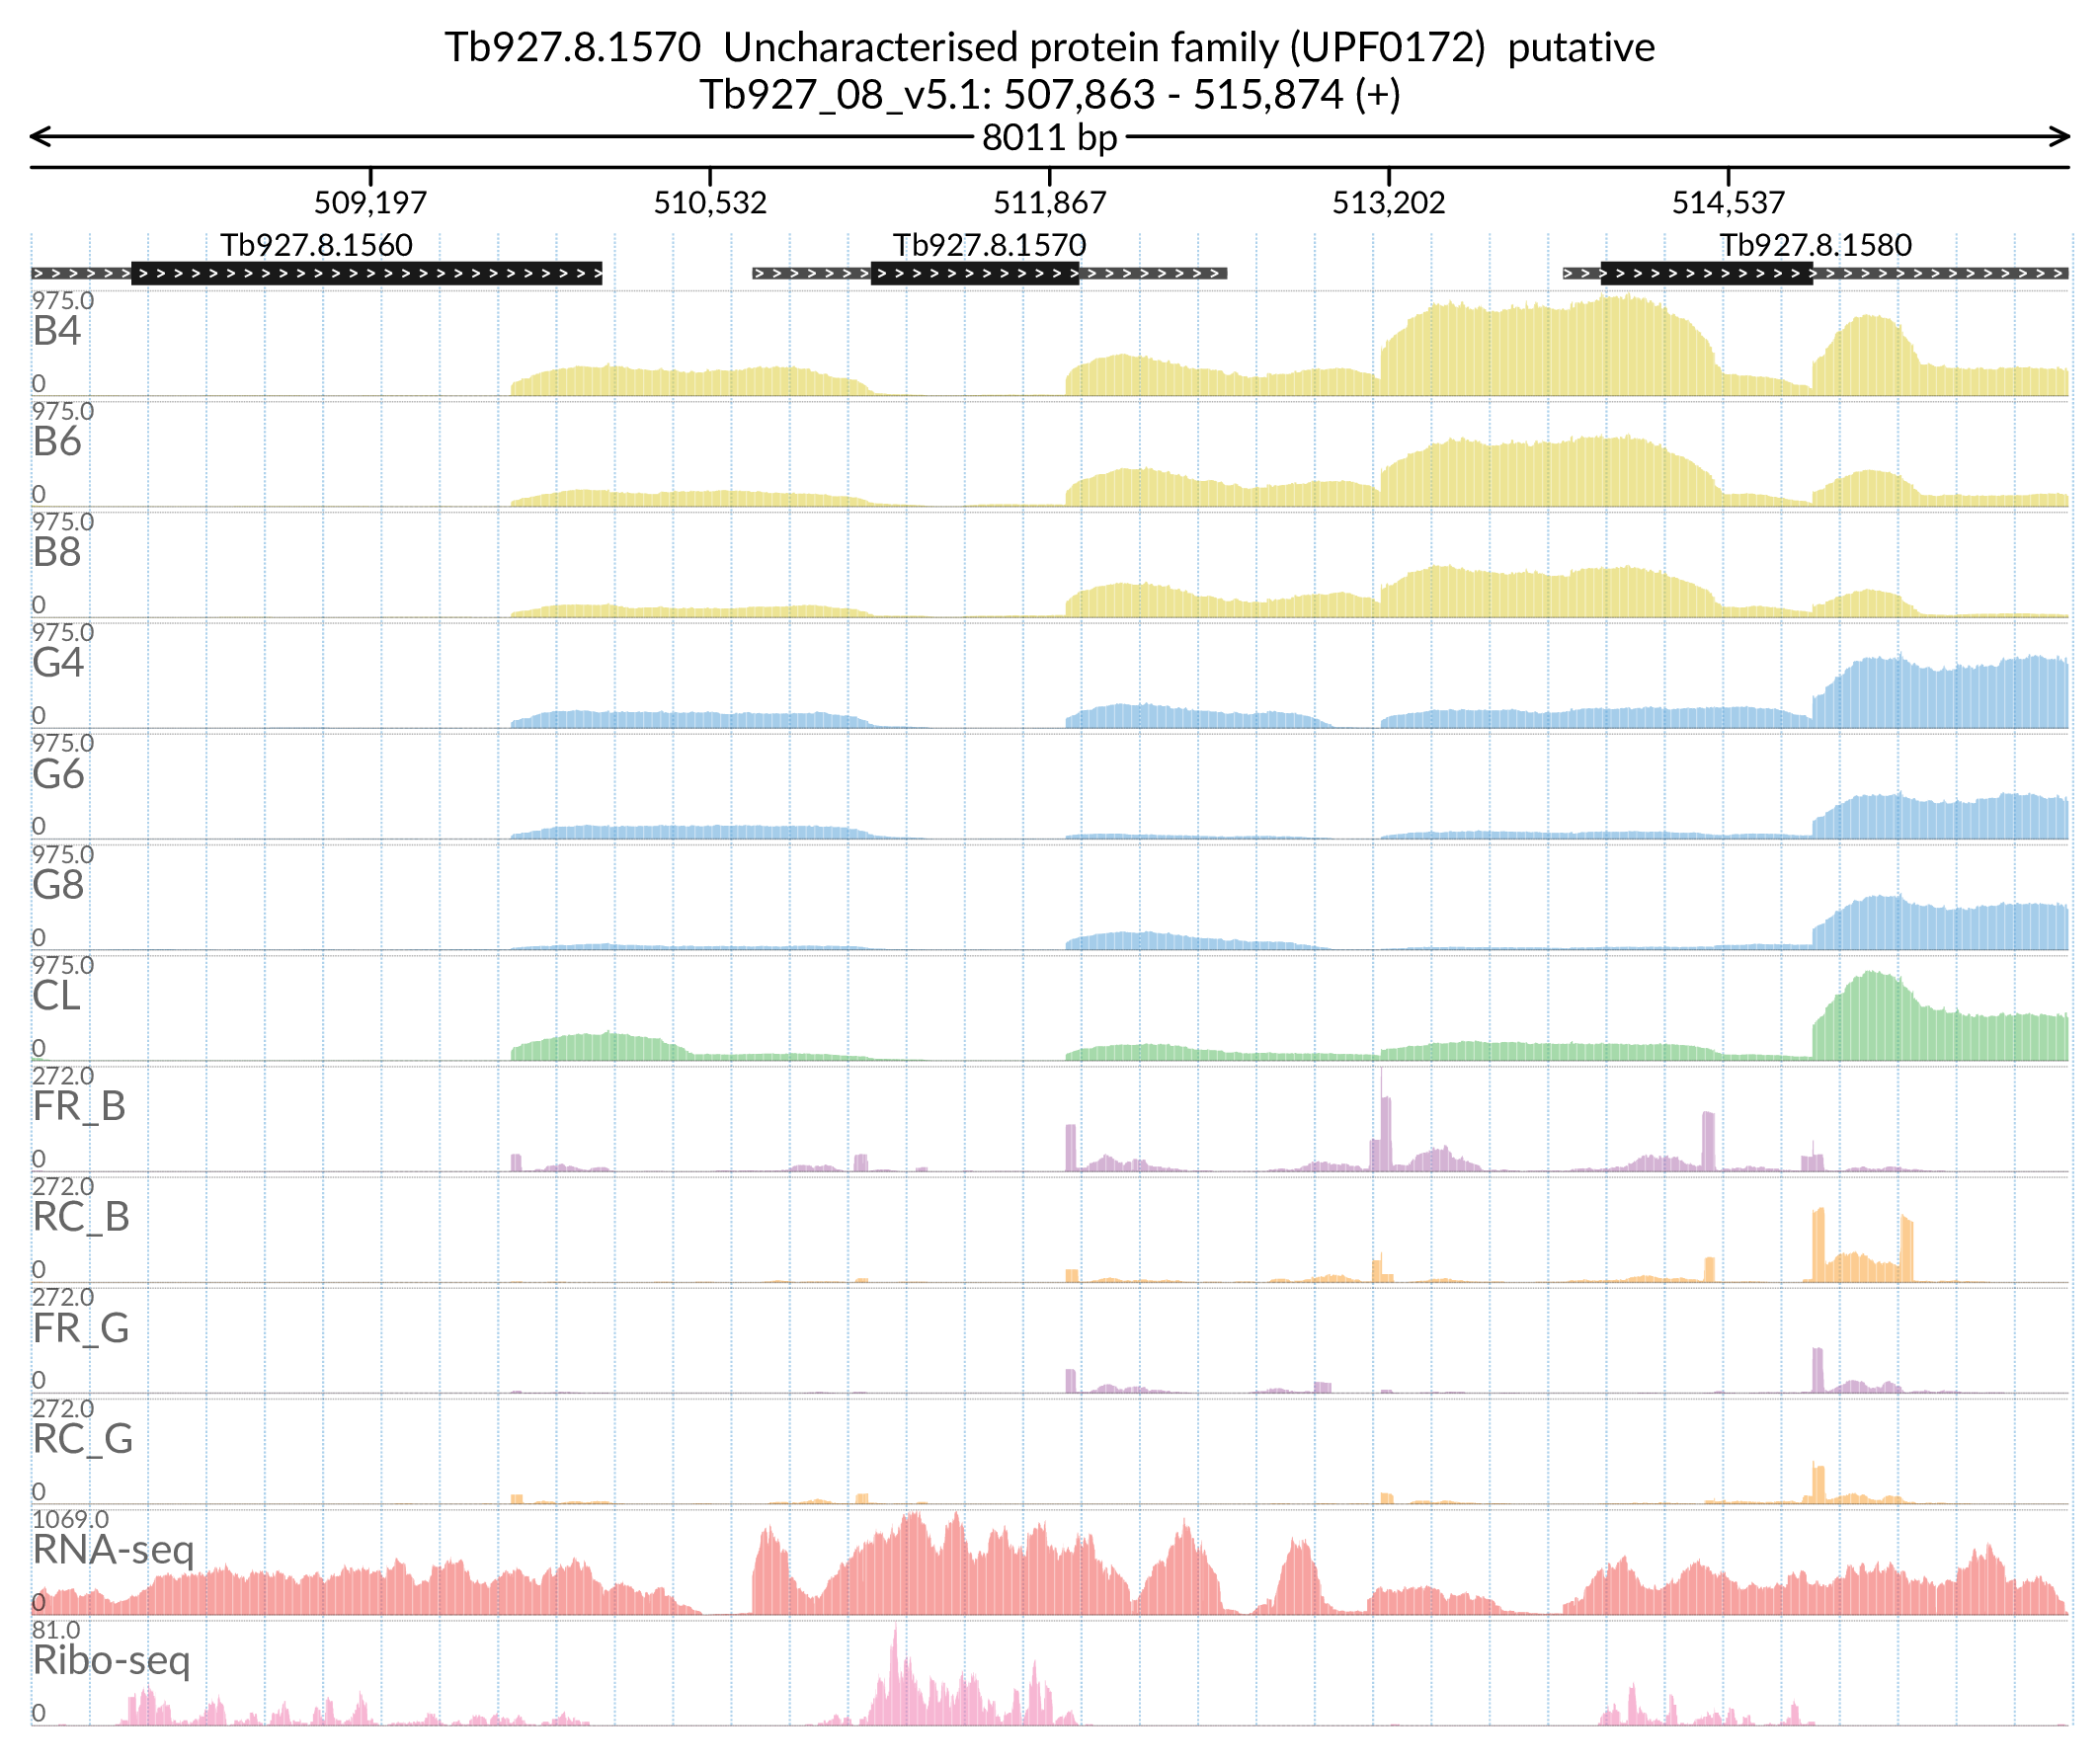 Tb927.8.1570 Uncharacterised protein family (UPF0172) putative
Tb927_08_v5.1: 507,863 - 515,874 (+)
8011 bp
509,197 510,532 511,867 513,202 514,537
Tb927.8.1560 Tb927.8.1570 Tb927.8.1580
975.0
B4
0
975.0
B6
0
975.0
B8
0
975.0
G4
0
975.0
G6
0
975.0
G8
0
975.0
CL
0
272.0
FR_B
0
272.0
RC_B
0
272.0
FR_G
0
272.0
RC_G
0
1069.0
RNA-seq
0
81.0
Ribo-seq
0